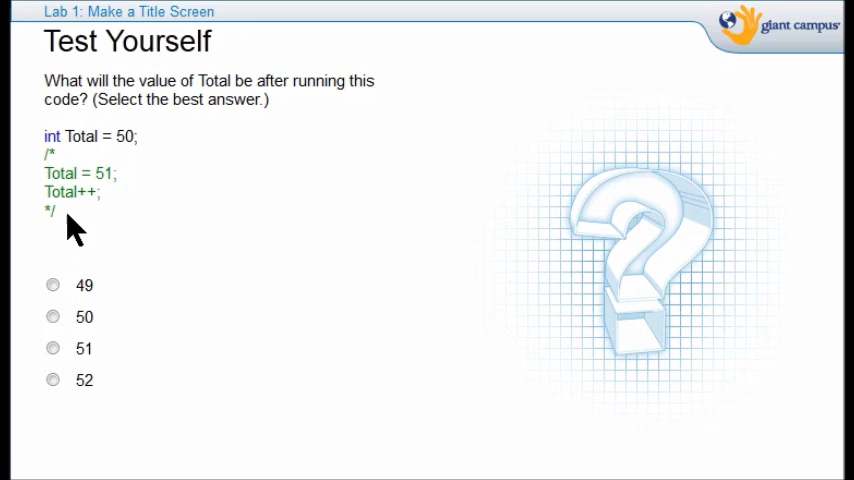 Lab 1: Make a Title Screen
giant campus
Test Yourself
What will the value of Total be after running this
code? (Select the best answer.)
int Total = 50;
/*
Total = 51;
Total++;
*/
49
50
51
52